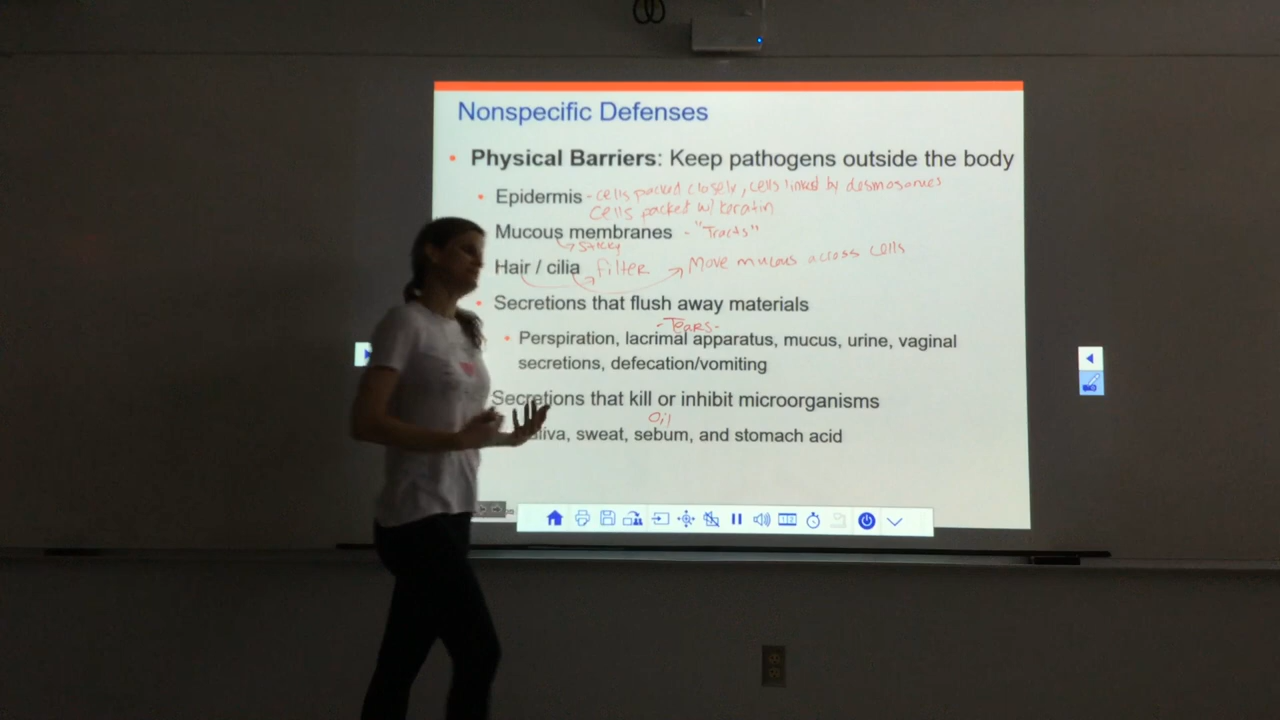 Nonspecific Defenses
• Physical Barriers: Keep pathogens outside the body
• Epidermis - cells packed closely, cells linked by desmosomes
cells packed w/ keratin
Mucous membranes - "Tracts"
sticky
Hair / cilia filter Move mucous across cells
• Secretions that flush away materials
-Tears-
• Perspiration, lacrimal apparatus, mucus, urine, vaginal
secretions, defecation/vomiting
Secretions that kill or inhibit microorganisms
Oil
sweat, sebum, and stomach acid